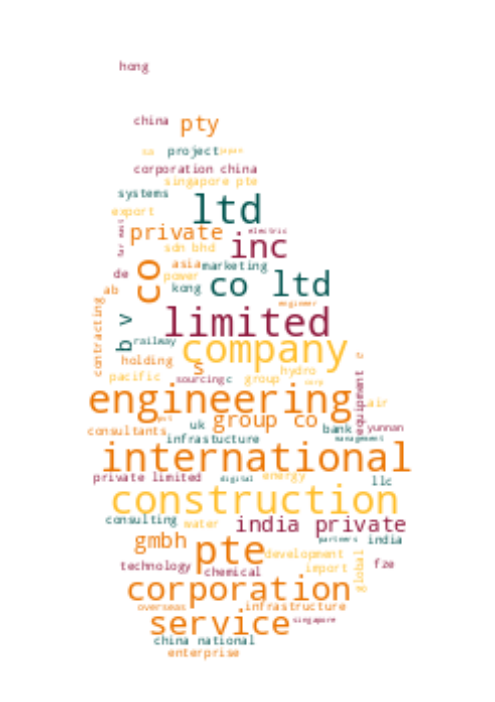 hong
china pty
sa project japan
corporation china
singapore pte
systems
export ltd
private electric
far east sdn bhd inc
asia marketing
de power
ab co kong co ltd
engineer
contracting b v limited
railway company
holding s e
hydro
pacific sourcing c group
engineering equipment air
group co
consultants uk bank yunnan
infrastucture management
international
private limited digital energy llc
construction
consulting water india private
gmbh pte partners india
development
technology chemical import global fze
corporation
overseas infrastructure
service singapore
china national
enterprise